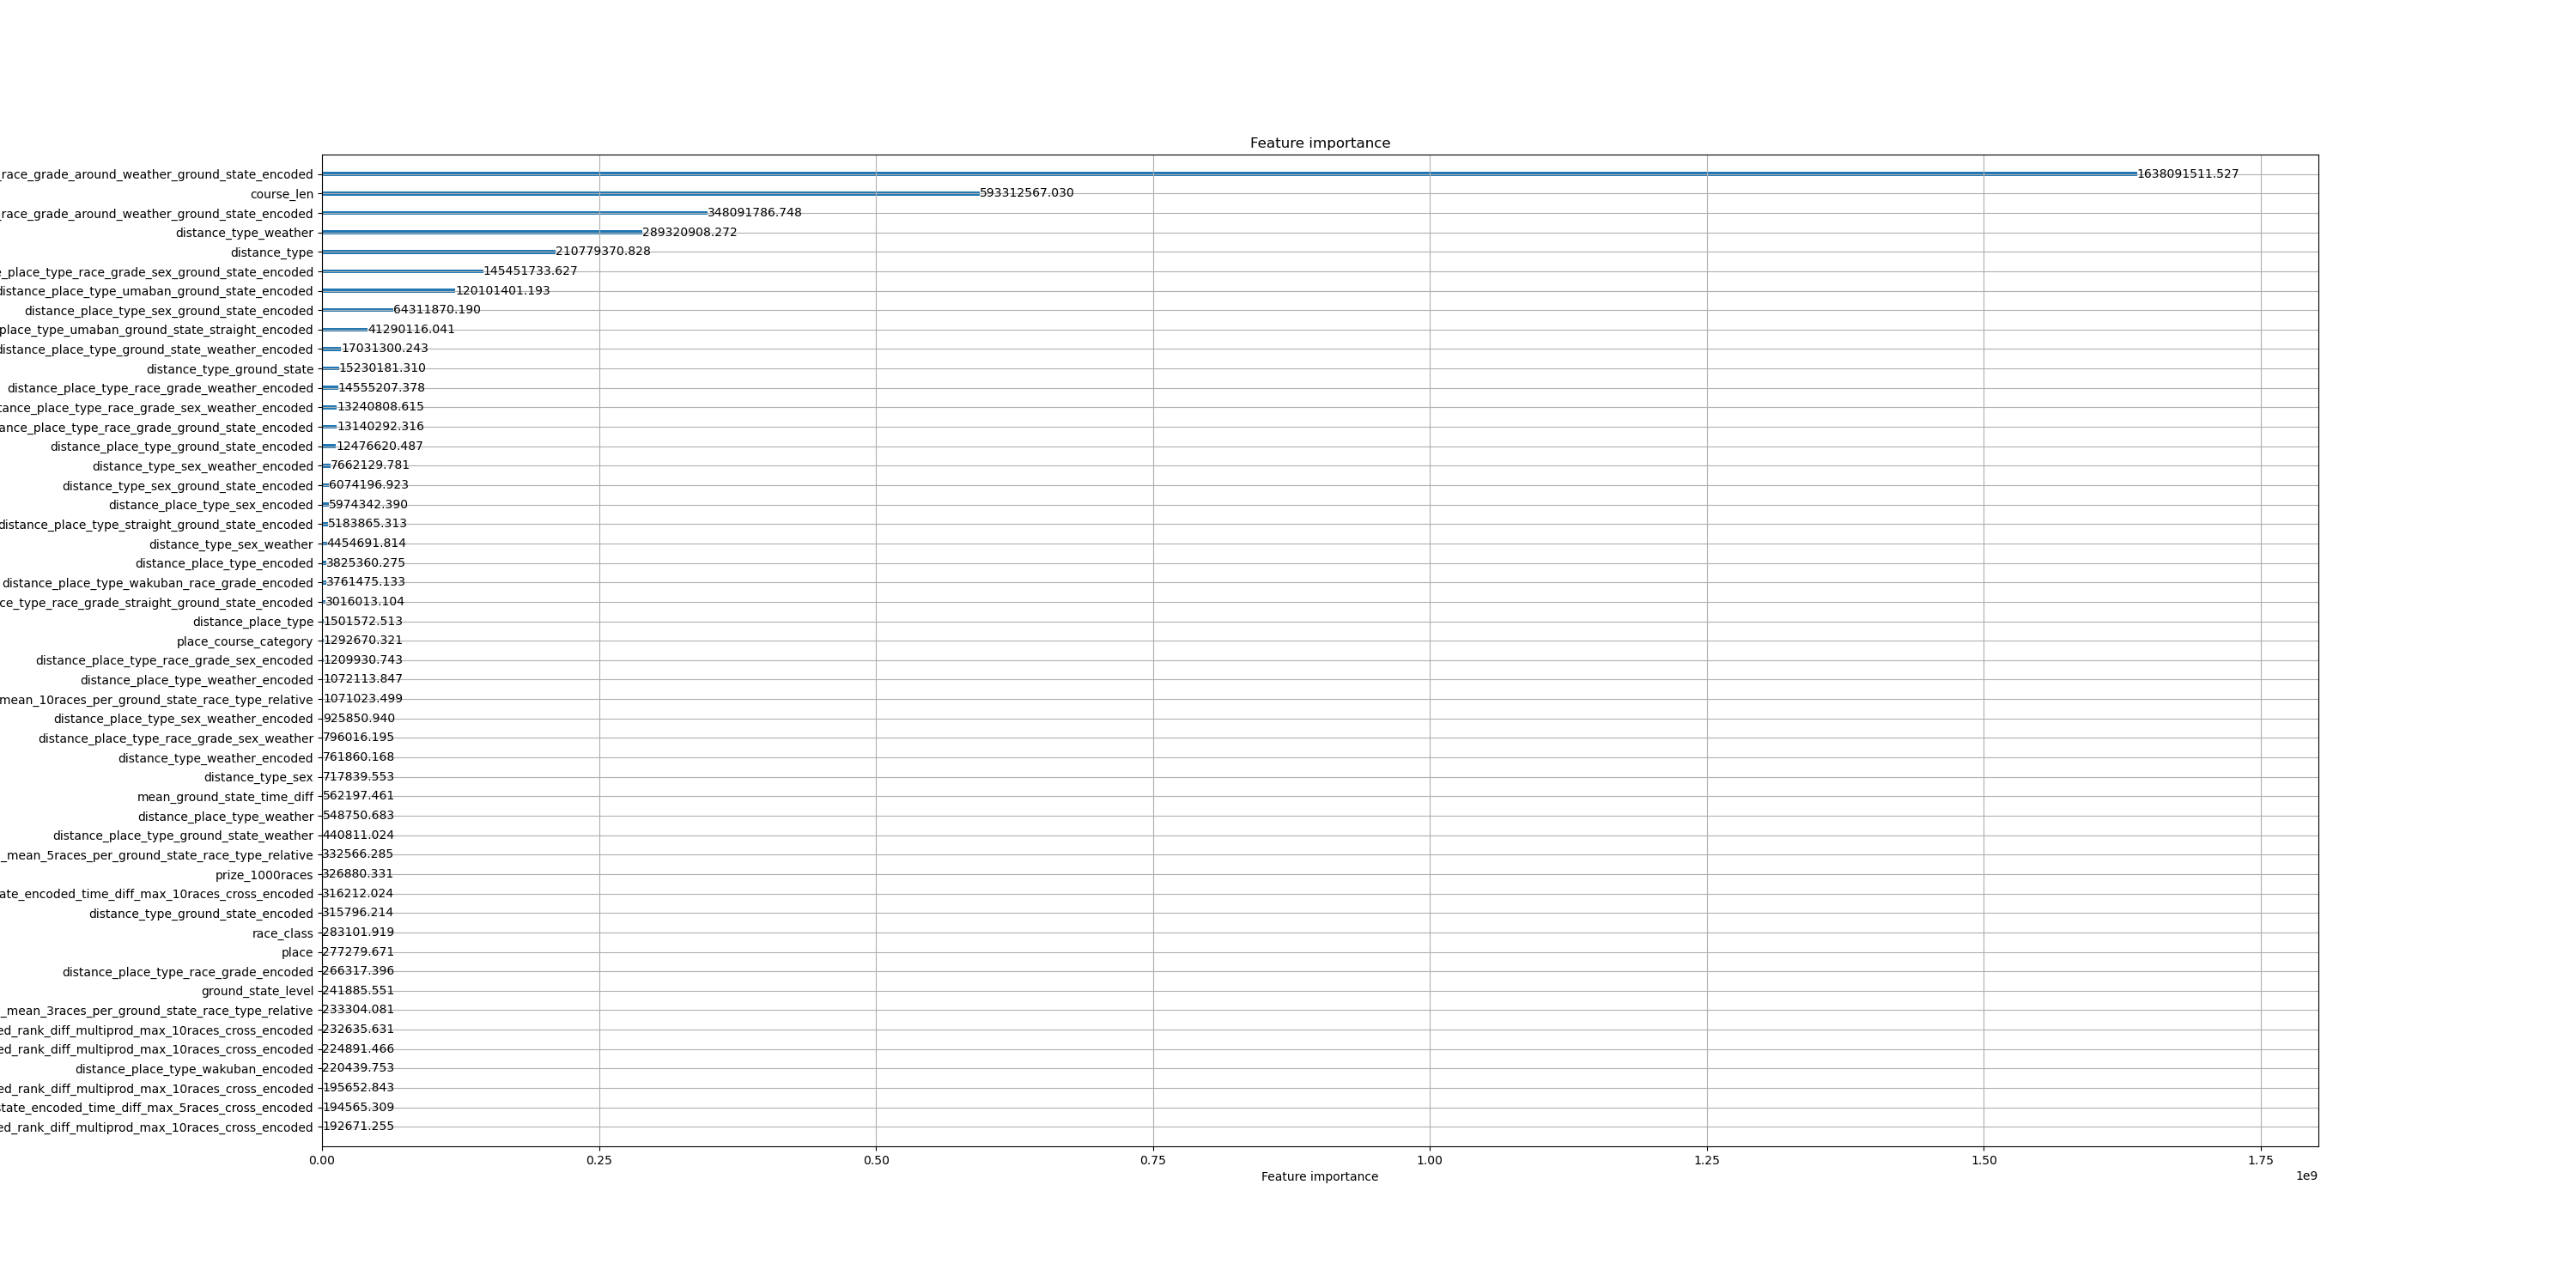 Feature importance
_race_grade_around_weather_ground_state_encoded 1638091511.527
course_len 593312567.030
_race_grade_around_weather_ground_state_encoded 348091786.748
distance_type_weather 289320908.272
distance_type 210779370.828
_place_type_race_grade_sex_ground_state_encoded 145451733.627
distance_place_type_umaban_ground_state_encoded 120101401.193
distance_place_type_sex_ground_state_encoded 64311870.190
place_type_umaban_ground_state_straight_encoded 41290116.041
distance_place_type_ground_state_weather_encoded 17031300.243
distance_type_ground_state 15230181.310
distance_place_type_race_grade_weather_encoded 14555207.378
tance_place_type_race_grade_sex_weather_encoded 13240808.615
ance_place_type_race_grade_ground_state_encoded 13140292.316
distance_place_type_ground_state_encoded 12476620.487
distance_type_sex_weather_encoded 7662129.781
distance_type_sex_ground_state_encoded 6074196.923
distance_place_type_sex_encoded 5974342.390
distance_place_type_straight_ground_state_encoded 5183865.313
distance_type_sex_weather 4454691.814
distance_place_type_encoded 3825360.275
distance_place_type_wakuban_race_grade_encoded 3761475.133
ce_type_race_grade_straight_ground_state_encoded 3016013.104
distance_place_type 1501572.513
place_course_category 1292670.321
distance_place_type_race_grade_sex_encoded 1209930.743
distance_place_type_weather_encoded 1072113.847
mean_10races_per_ground_state_race_type_relative 1071023.499
distance_place_type_sex_weather_encoded 925850.940
distance_place_type_race_grade_sex_weather 796016.195
distance_type_weather_encoded 761860.168
distance_type_sex 717839.553
mean_ground_state_time_diff 562197.461
distance_place_type_weather 548750.683
distance_place_type_ground_state_weather 440811.024
_mean_5races_per_ground_state_race_type_relative 332566.285
prize_1000races 326880.331
ate_encoded_time_diff_max_10races_cross_encoded 316212.024
distance_type_ground_state_encoded 315796.214
race_class 283101.919
place 277279.671
distance_place_type_race_grade_encoded 266317.396
ground_state_level 241885.551
_mean_3races_per_ground_state_race_type_relative 233304.081
ed_rank_diff_multiprod_max_10races_cross_encoded 232635.631
ed_rank_diff_multiprod_max_10races_cross_encoded 224891.466
distance_place_type_wakuban_encoded 220439.753
ed_rank_diff_multiprod_max_10races_cross_encoded 195652.843
tate_encoded_time_diff_max_5races_cross_encoded 194565.309
ed_rank_diff_multiprod_max_10races_cross_encoded 192671.255
0.00 0.25 0.50 0.75 1.00 1.25 1.50 1.75
1e9
Feature importance